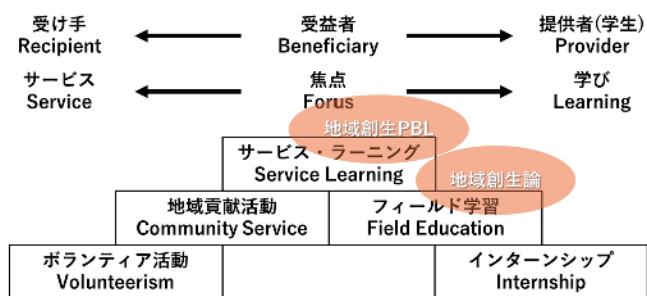 受け手
Recipient
受益者
Beneficiary
提供者(学生)
Provider
サービス
Service
焦点
Forus
学び
Learning
地域創生PBL
サービス・ラーニング
Service Learning
地域創生論
地域貢献活動
Community Service
フィールド学習
Field Education
ボランティア活動
Volunteerism
インターンシップ
Internship